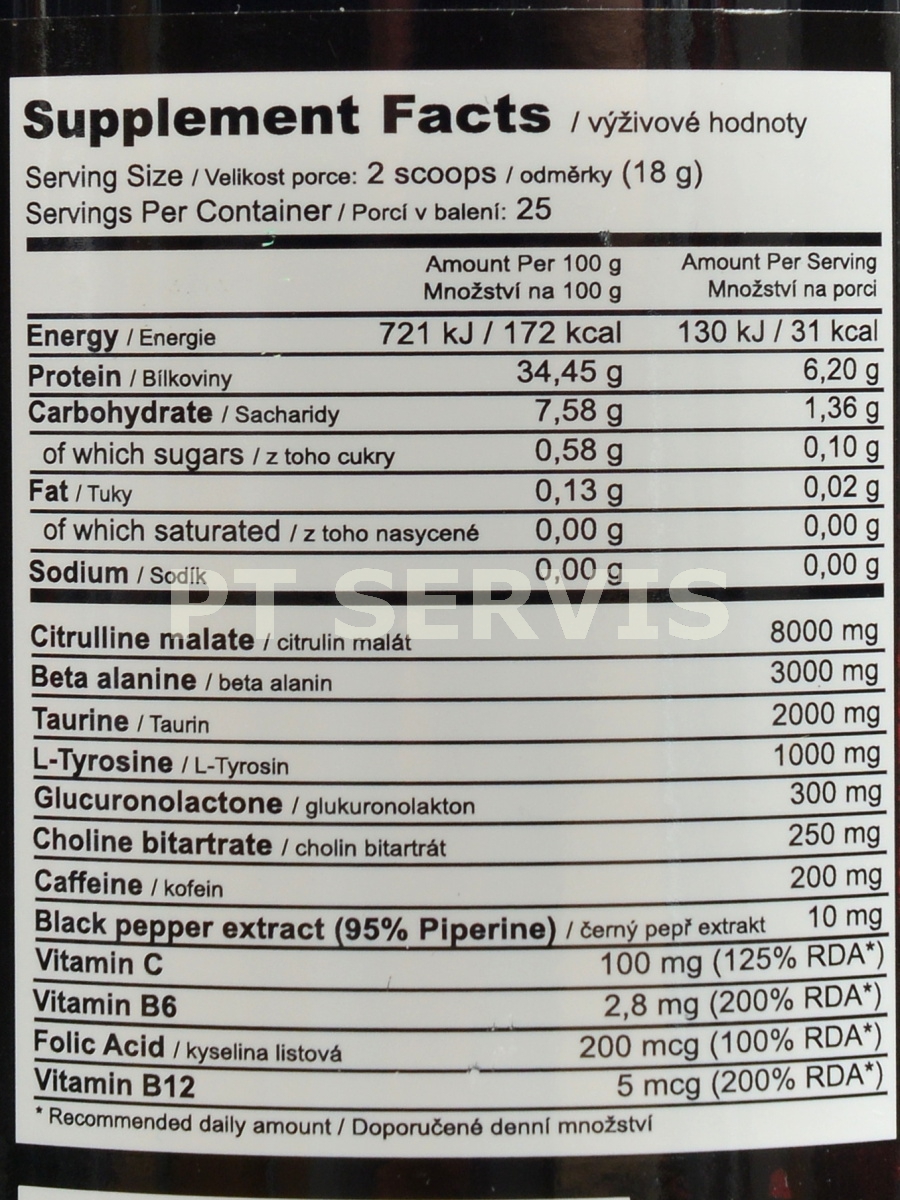 Supplement Facts / výživové hodnoty
Serving Size / Velikost porce: 2 scoops / odměrky (18 g)
Servings Per Container / Porcí v balení: 25
Amount Per 100 g Amount Per Serving
Množství na 100 g Množství na porci
Energy / Energie 721 kJ / 172 kcal 130 kJ / 31 kcal
Protein / Bílkoviny 34,45 g 6,20 g
Carbohydrate / Sacharidy 7,58 g 1,36 g
of which sugars / z toho cukry 0,58 g 0,10 g
Fat / Tuky 0,13 g 0,02 g
of which saturated / z toho nasycené 0,00 g 0,00 g
Sodium / Sodík 0,00 g 0,00 g
PT SERVIS
Citrulline malate / citrulin malát 8000 mg
Beta alanine / beta alanin 3000 mg
Taurine / Taurin 2000 mg
L-Tyrosine / L-Tyrosin 1000 mg
Glucuronolactone / glukuronolakton 300 mg
Choline bitartrate / cholin bitartrát 250 mg
Caffeine / kofein 200 mg
Black pepper extract (95% Piperine) / černý pepř extrakt 10 mg
Vitamin C 100 mg (125% RDA*)
Vitamin B6 2,8 mg (200% RDA*)
Folic Acid / kyselina listová 200 mcg (100% RDA*)
Vitamin B12 5 mcg (200% RDA*)
* Recommended daily amount / Doporučené denní množství